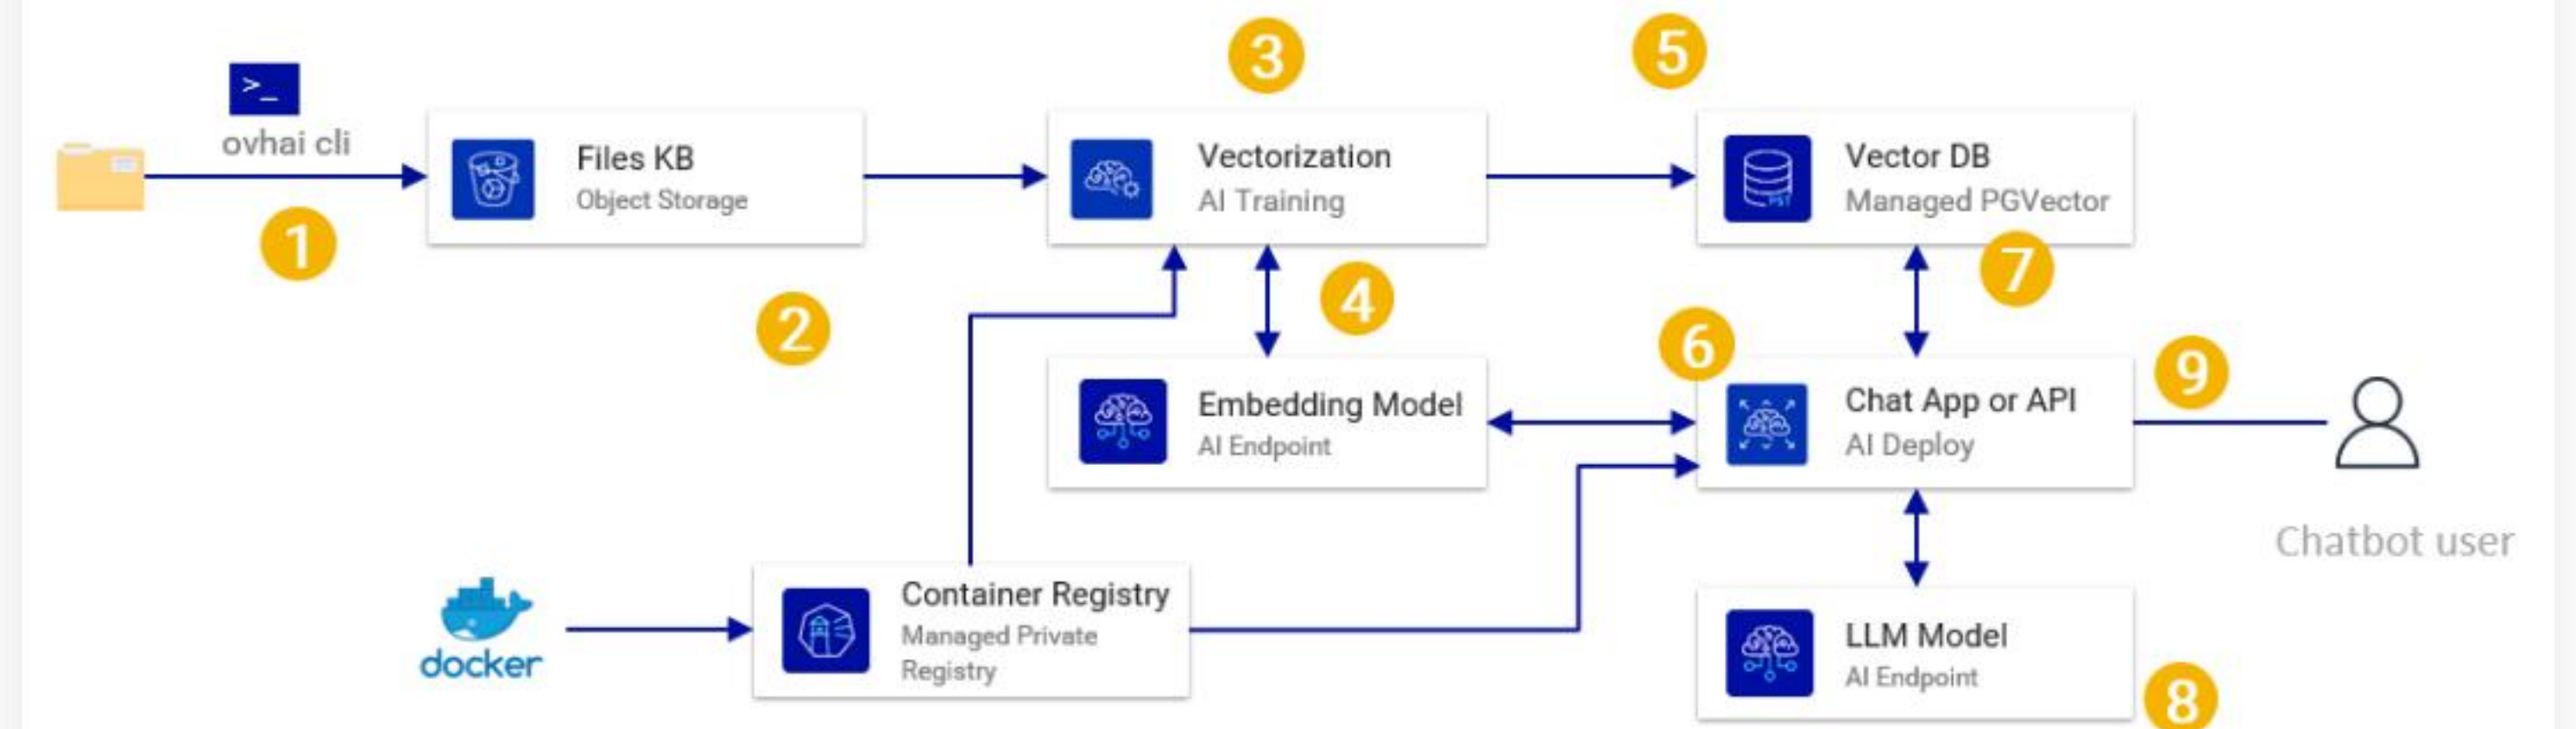 3
5
>_
ovhai cli
Files KB
Object Storage
Vectorization
AI Training
Vector DB
Managed PGVector
PST
1
2
4
7
6
9
Embedding Model
AI Endpoint
Chat App or API
AI Deploy
Chatbot user
docker
Container Registry
Managed Private
Registry
LLM Model
AI Endpoint
8